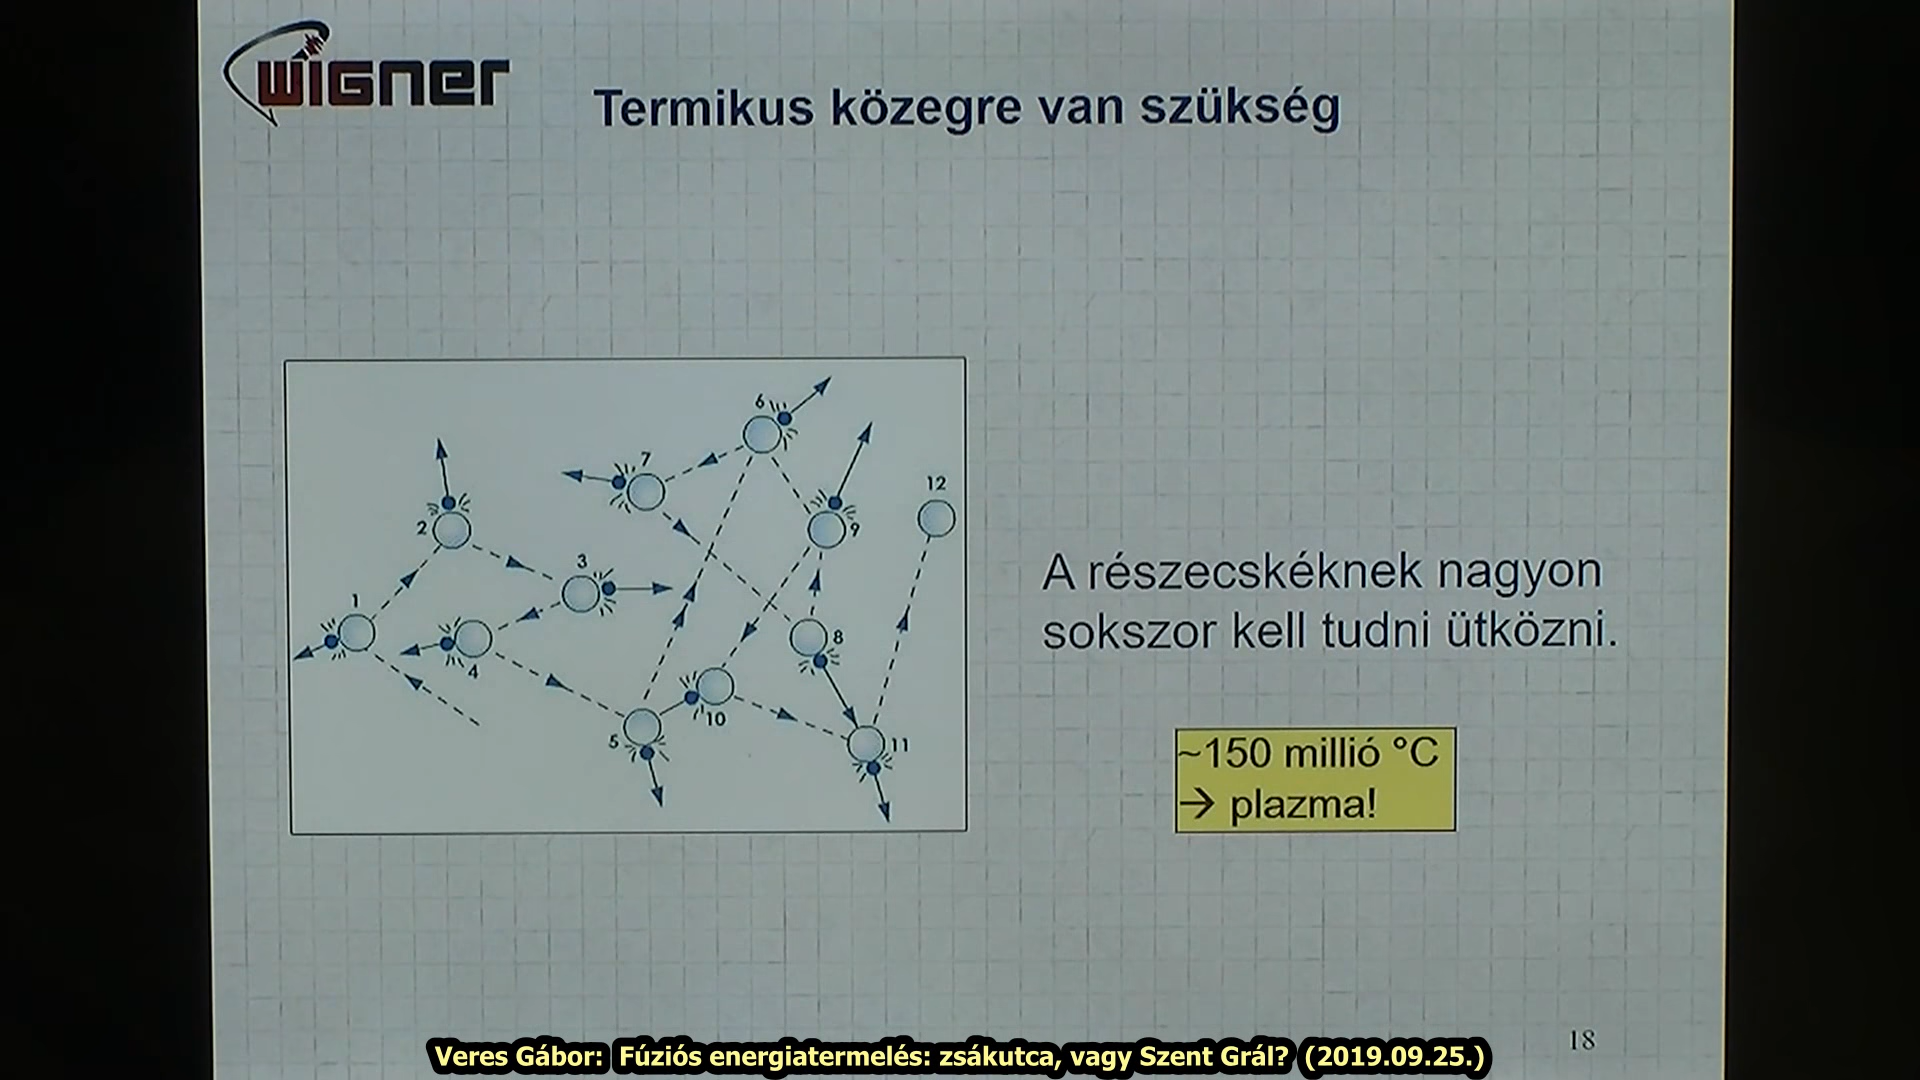 wigner
Termikus közegre van szükség
6
7
12
2
9
3
1
8
4
10
5
11
A részecskéknek nagyon
sokszor kell tudni ütközni.
~150 millió °C
→ plazma!
18
Veres Gábor: Fúziós energiatermelés: zsákutca, vagy Szent Grál? (2019.09.25.)